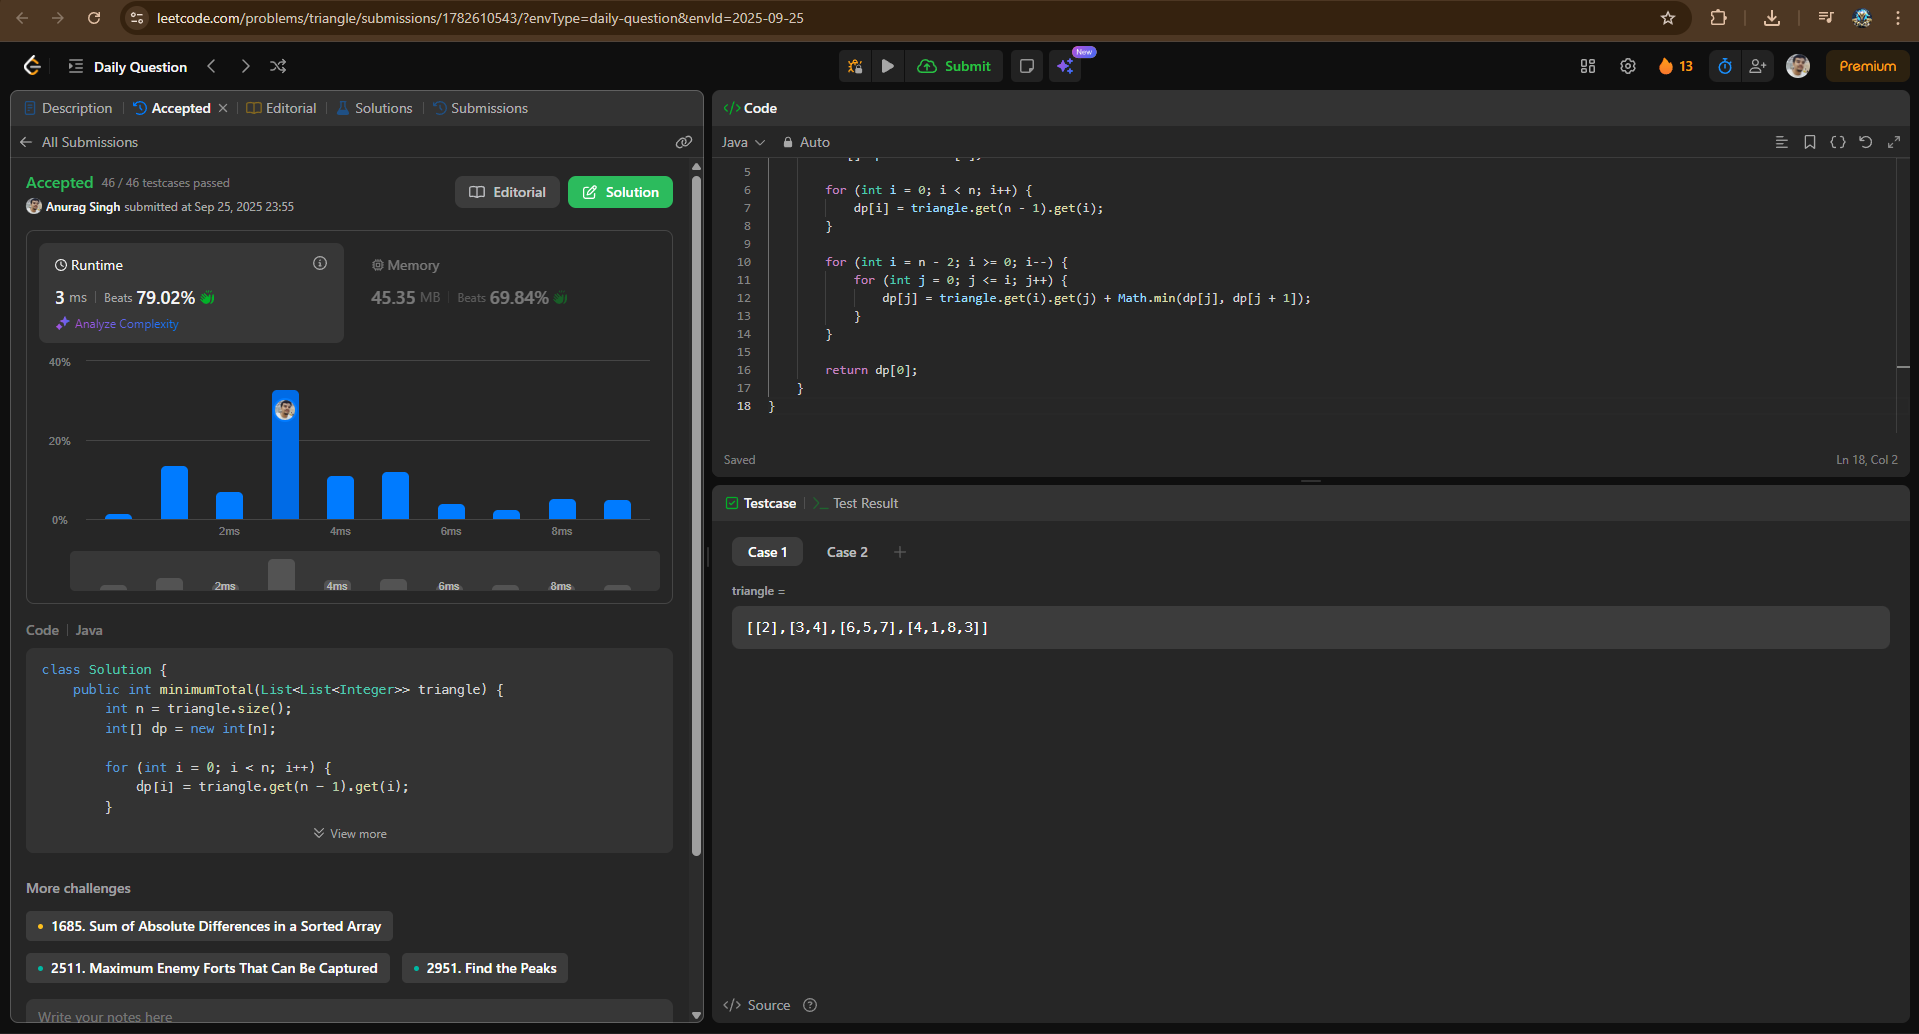 leetcode.com/problems/triangle/submissions/1782610543/?envType=daily-question&envId=2025-09-25
Daily Question
Submit
New
13
Premium
Description
Accepted
Editorial
Solutions
Submissions
All Submissions
Accepted 46 / 46 testcases passed
Anurag Singh submitted at Sep 25, 2025 23:55
Editorial
Solution
Runtime
3 ms | Beats 79.02%
Analyze Complexity
Memory
45.35 MB | Beats 69.84%
40%
20%
0%
2ms 4ms 6ms 8ms
2ms 4ms 6ms 8ms
Code | Java
class Solution {
    public int minimumTotal(List<List<Integer>> triangle) {
        int n = triangle.size();
        int[] dp = new int[n];
        for (int i = 0; i < n; i++) {
            dp[i] = triangle.get(n - 1).get(i);
        }
View more
More challenges
1685. Sum of Absolute Differences in a Sorted Array
2511. Maximum Enemy Forts That Can Be Captured
2951. Find the Peaks
Write your notes here
</> Code
Java
Auto
5
6         for (int i = 0; i < n; i++) {
7             dp[i] = triangle.get(n - 1).get(i);
8         }
9
10         for (int i = n - 2; i >= 0; i--) {
11             for (int j = 0; j <= i; j++) {
12                 dp[j] = triangle.get(i).get(j) + Math.min(dp[j], dp[j + 1]);
13             }
14         }
15
16         return dp[0];
17     }
18 }
Saved
Ln 18, Col 2
Testcase
Test Result
Case 1
Case 2
triangle =
[[2],[3,4],[6,5,7],[4,1,8,3]]
</> Source